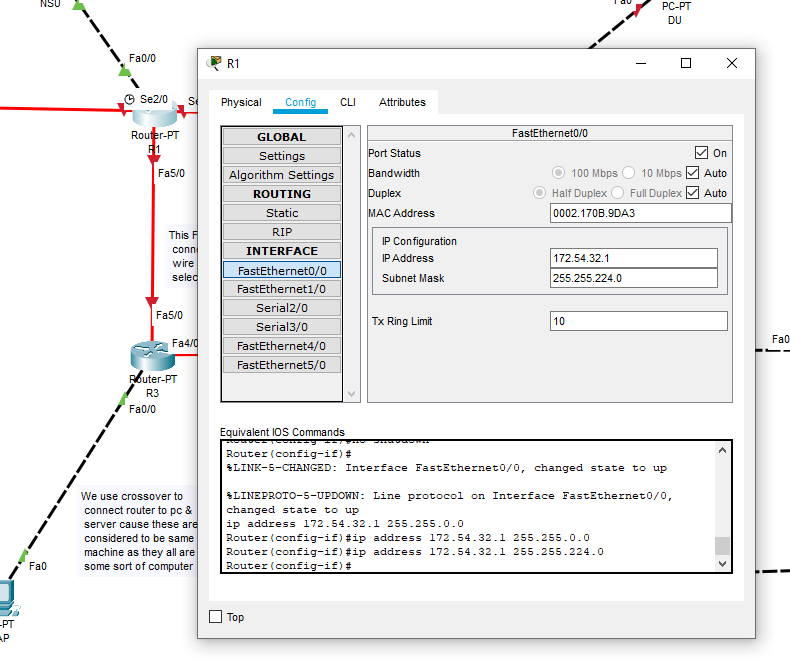 NSU
Fa0/0
Se2/0
Se
Router-PT
R1
Fa5/0
This F
conn
wire
selec
Fa5/0
Fa4/0
Router-PT
R3
Fa0/0
We use crossover to
connect router to pc &
server cause these are
considered to be same
machine as they all are
some sort of computer
Fa0
-PT
AP
Fa0
PC-PT
DU
Fa0
R1
Physical
Config
CLI
Attributes
GLOBAL
Settings
Algorithm Settings
ROUTING
Static
RIP
INTERFACE
FastEthernet0/0
FastEthernet1/0
Serial2/0
Serial3/0
FastEthernet4/0
FastEthernet5/0
FastEthernet0/0
Port Status On
Bandwidth 100 Mbps 10 Mbps Auto
Duplex Half Duplex Full Duplex Auto
MAC Address 0002.170B.9DA3
IP Configuration
IP Address 172.54.32.1
Subnet Mask 255.255.224.0
Tx Ring Limit 10
Equivalent IOS Commands
Router(config-if)#no shutdown
Router(config-if)#
%LINK-5-CHANGED: Interface FastEthernet0/0, changed state to up
%LINEPROTO-5-UPDOWN: Line protocol on Interface FastEthernet0/0,
changed state to up
ip address 172.54.32.1 255.255.0.0
Router(config-if)#ip address 172.54.32.1 255.255.0.0
Router(config-if)#ip address 172.54.32.1 255.255.224.0
Router(config-if)#
Top